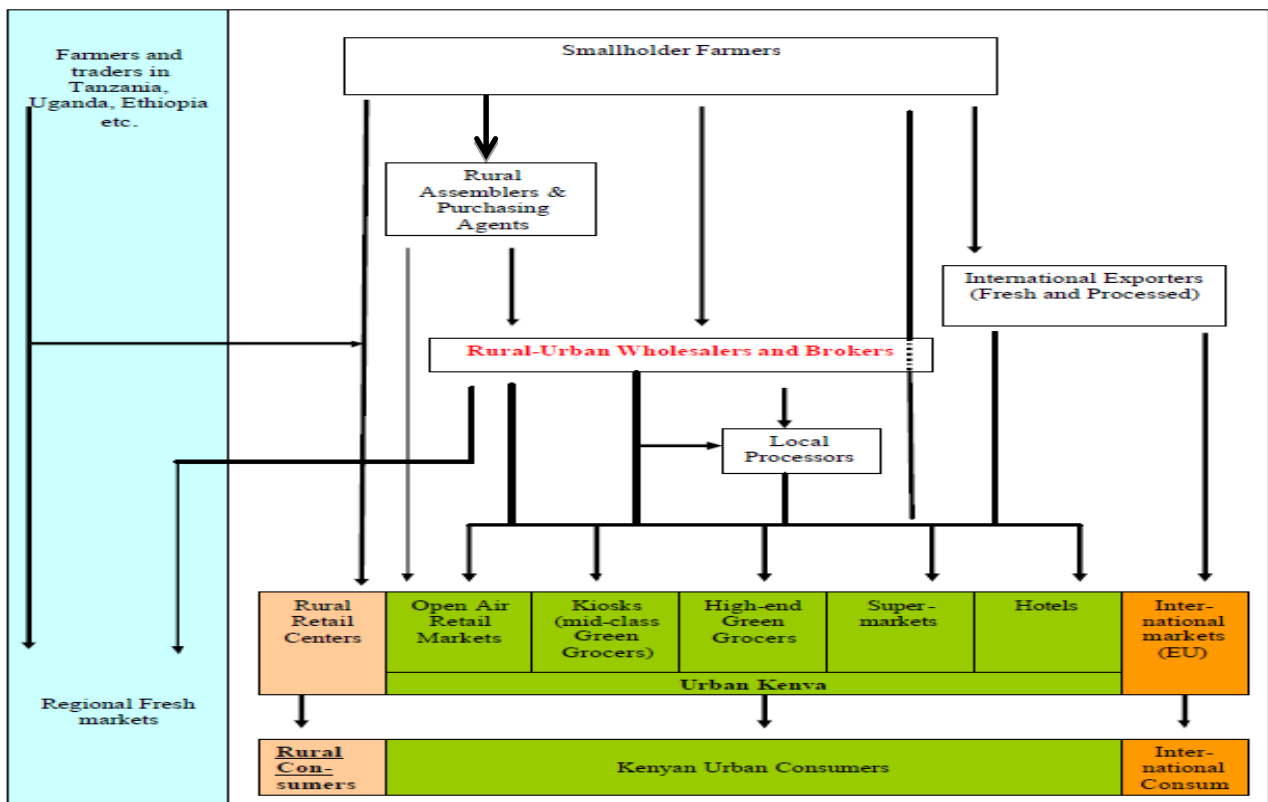 Farmers and
traders in
Tanzania,
Uganda, Ethiopia
etc.
Smallholder Farmers
Rural
Assemblers &
Purchasing
Agents
International Exporters
(Fresh and Processed)
Rural-Urban Wholesalers and Brokers
Local
Processors
Rural
Retail
Centers
Open Air
Retail
Markets
Kiosks
(mid-class
Green
Grocers)
High-end
Green
Grocers
Super-
markets
Hotels
Inter-
national
markets
(EU)
Urban Kenva
Regional Fresh
markets
Rural
Con-
sumers
Kenyan Urban Consumers
Inter-
national
Consum